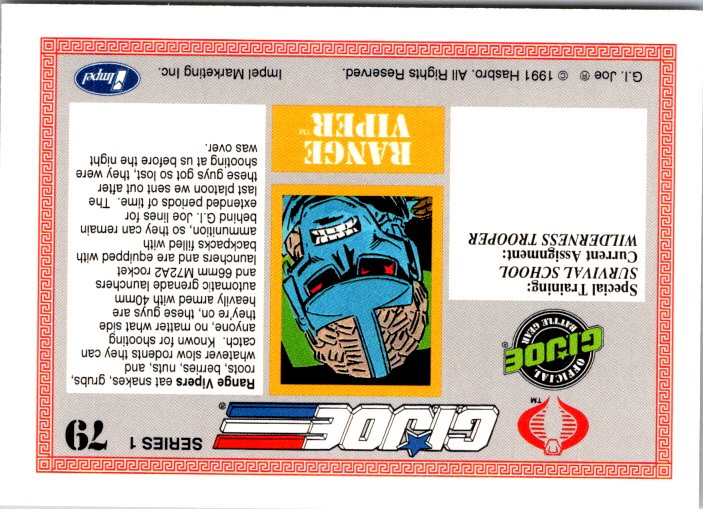 G.I. JOE ®
SERIES 1
79
TM
OFFICIAL
G.I. JOE
BATTLE GEAR
Special Training:
SURVIVAL SCHOOL
Current Assignment:
WILDERNESS TROOPER
RANGE
VIPER™
Range Vipers eat snakes, grubs,
roots, berries, nuts, and
whatever slow rodents they can
catch. Known for shooting
anyone, no matter what side
they're on, these guys are
heavily armed with 40mm
automatic grenade launchers
and 66mm M72A2 rocket
launchers and are equipped with
backpacks filled with
ammunition, so they can remain
behind G.I. Joe lines for
extended periods of time. The
last platoon we sent out after
these guys got so lost, they were
shooting at us before the night
was over.
G.I. Joe ® © 1991 Hasbro. All Rights Reserved.
Impel Marketing Inc.
Impel